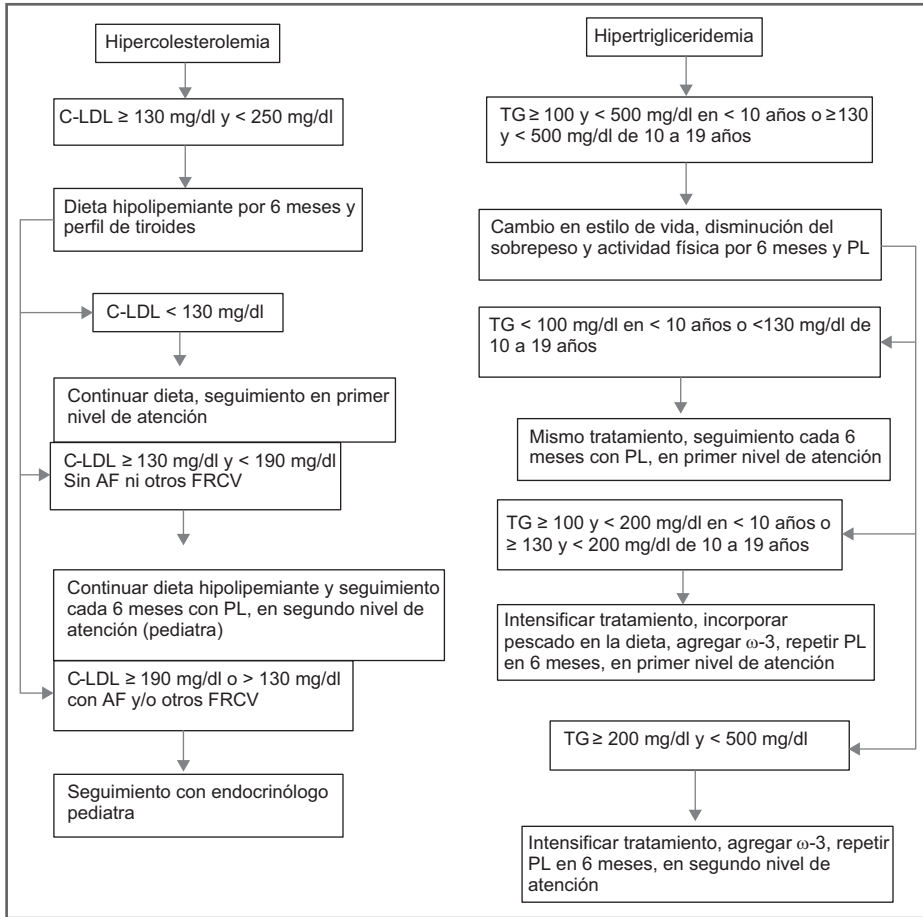 Hipercolesterolemia
C-LDL ≥ 130 mg/dl y < 250 mg/dl
Dieta hipolipemiante por 6 meses y
perfil de tiroides
C-LDL < 130 mg/dl
Continuar dieta, seguimiento en primer
nivel de atención
C-LDL ≥ 130 mg/dl y < 190 mg/dl
Sin AF ni otros FRCV
Continuar dieta hipolipemiante y seguimiento
cada 6 meses con PL, en segundo nivel de
atención (pediatra)
C-LDL ≥ 190 mg/dl o > 130 mg/dl
con AF y/o otros FRCV
Seguimiento con endocrinólogo
pediatra
Hipertrigliceridemia
TG ≥ 100 y < 500 mg/dl en < 10 años o ≥130
y < 500 mg/dl de 10 a 19 años
Cambio en estilo de vida, disminución del
sobrepeso y actividad física por 6 meses y PL
TG < 100 mg/dl en < 10 años o <130 mg/dl de
10 a 19 años
Mismo tratamiento, seguimiento cada 6
meses con PL, en primer nivel de atención
TG ≥ 100 y < 200 mg/dl en < 10 años o
≥ 130 y < 200 mg/dl de 10 a 19 años
Intensificar tratamiento, incorporar
pescado en la dieta, agregar ω-3, repetir PL
en 6 meses, en primer nivel de atención
TG ≥ 200 mg/dl y < 500 mg/dl
Intensificar tratamiento, agregar ω-3, repetir
PL en 6 meses, en segundo nivel de
atención